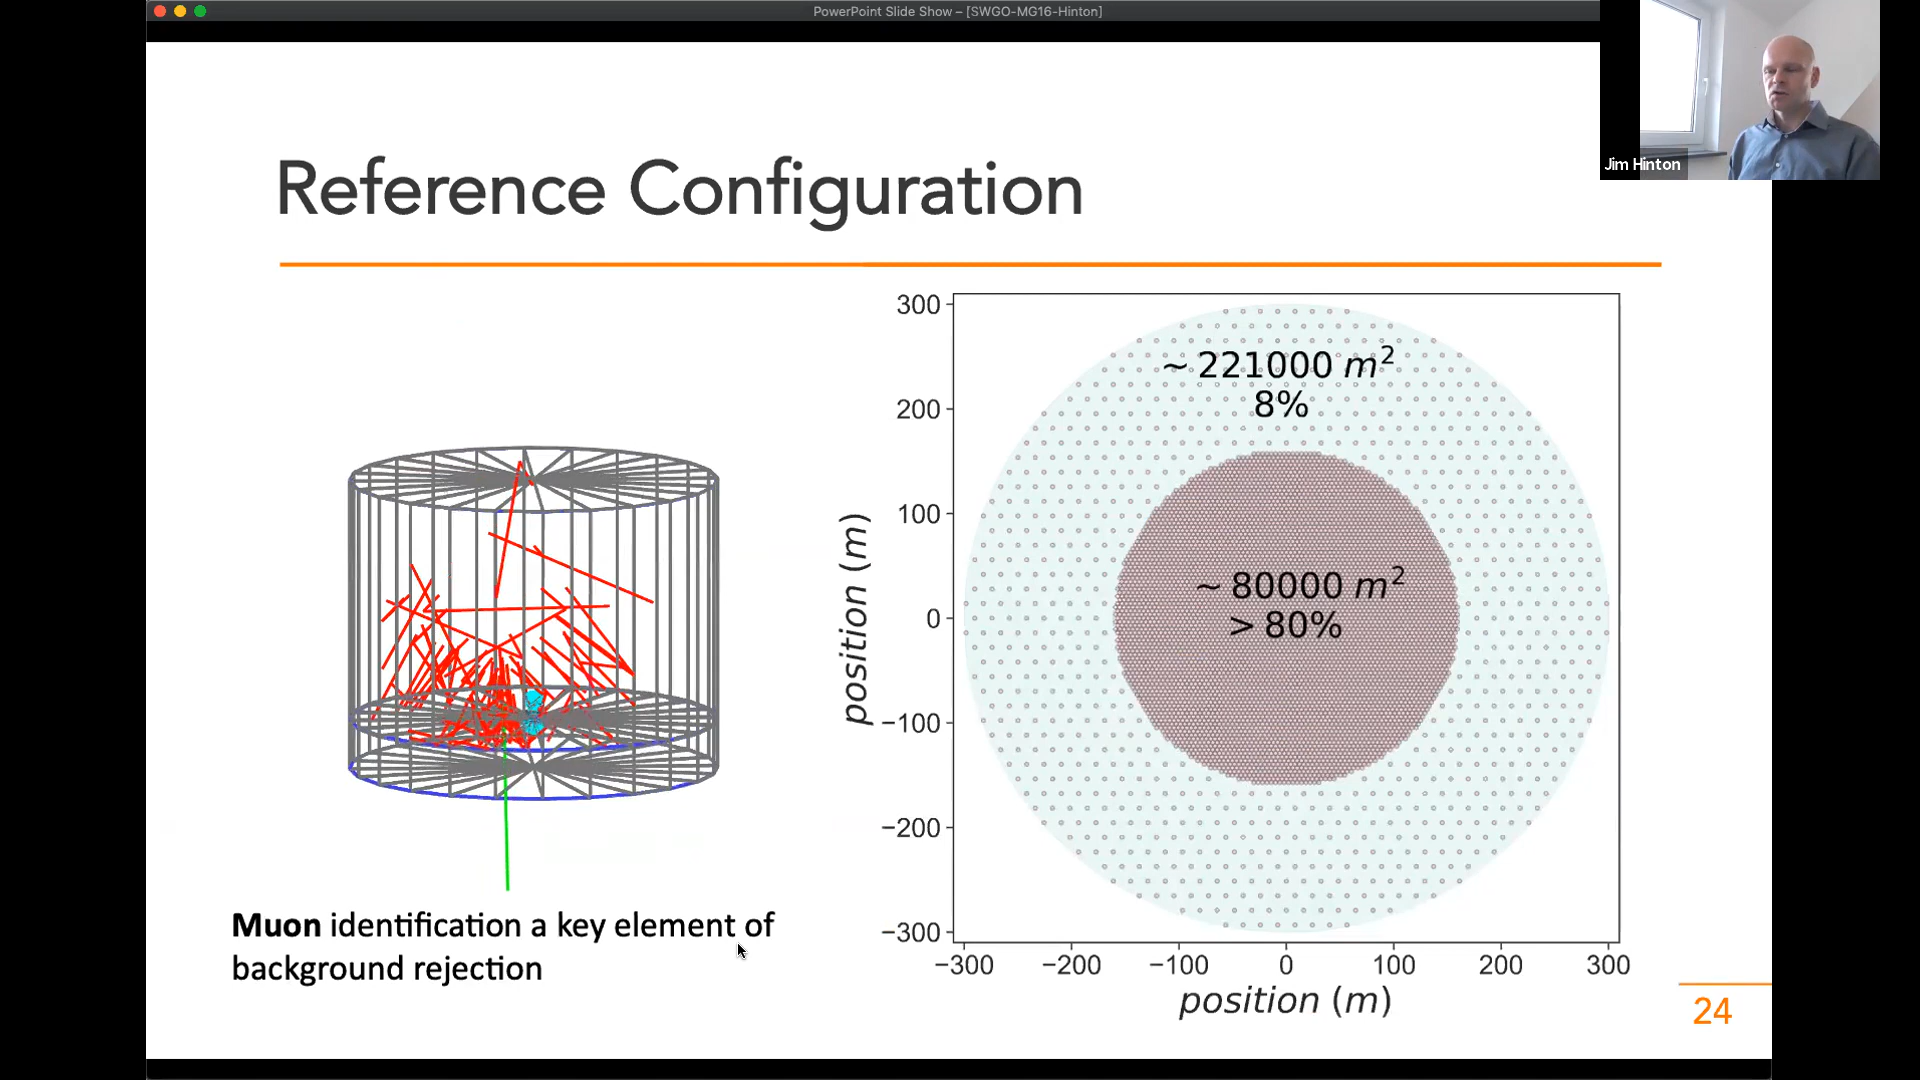 PowerPoint Slide Show – [SWGO-MG16-Hinton]
Jim Hinton
Reference Configuration
Muon identification a key element of
background rejection
300
200
100
0
−100
−200
−300
position (m)
~ 221000 m²
8%
~ 80000 m²
> 80%
−300 −200 −100 0 100 200 300
position (m)
24